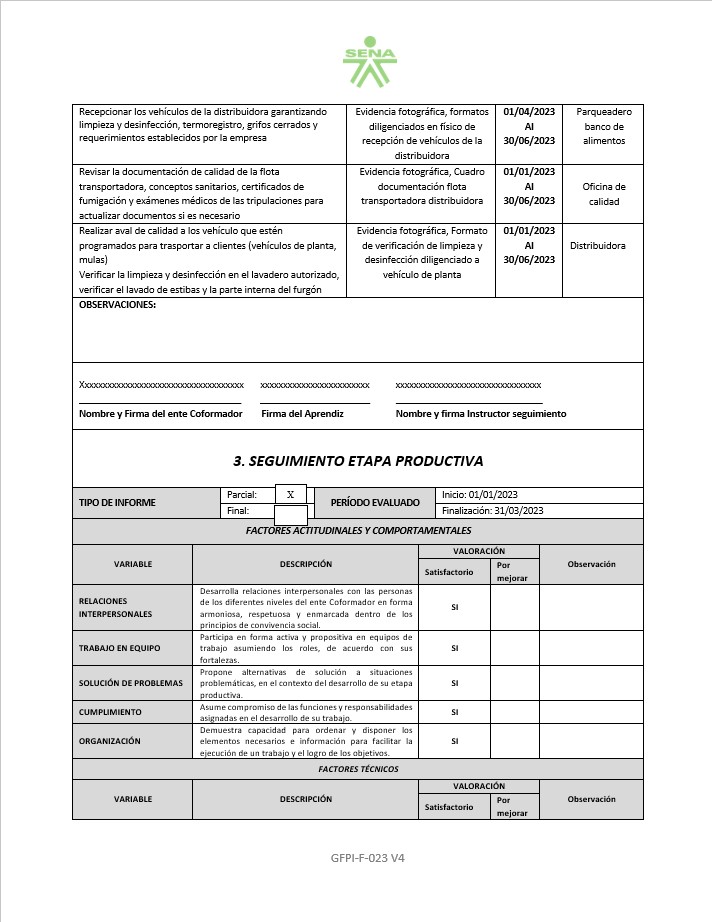 SENA
Recepcionar los vehículos de la distribuidora garantizando
limpieza y desinfección, termoregistro, grifos cerrados y
requerimientos establecidos por la empresa
Evidencia fotográfica, formatos
diligenciados en físico de
recepción de vehículos de la
distribuidora
01/04/2023
Al
30/06/2023
Parqueadero
banco de
alimentos
Revisar la documentación de calidad de la flota
transportadora, conceptos sanitarios, certificados de
fumigación y exámenes médicos de las tripulaciones para
actualizar documentos si es necesario
Evidencia fotográfica, Cuadro
documentación flota
transportadora distribuidora
01/01/2023
Al
30/06/2023
Oficina de
calidad
Realizar aval de calidad a los vehículo que estén
programados para trasportar a clientes (vehículos de planta,
mulas)
Verificar la limpieza y desinfección en el lavadero autorizado,
verificar el lavado de estibas y la parte interna del furgón
Evidencia fotográfica, Formato
de verificación de limpieza y
desinfección diligenciado a
vehículo de planta
01/01/2023
Al
30/06/2023
Distribuidora
OBSERVACIONES:
Xxxxxxxxxxxxxxxxxxxxxxxxxxxxxxxxx xxxxxxxxxxxxxxxxxxxxxx xxxxxxxxxxxxxxxxxxxxxxxxxxxxx
Nombre y Firma del ente Coformador Firma del Aprendiz Nombre y firma Instructor seguimiento
3. SEGUIMIENTO ETAPA PRODUCTIVA
TIPO DE INFORME
Parcial: X
Final:
PERÍODO EVALUADO
Inicio: 01/01/2023
Finalización: 31/03/2023
FACTORES ACTITUDINALES Y COMPORTAMENTALES
VARIABLE
DESCRIPCIÓN
VALORACIÓN
Satisfactorio
Por
mejorar
Observación
RELACIONES
INTERPERSONALES
Desarrolla relaciones interpersonales con las personas
de los diferentes niveles del ente Coformador en forma
armoniosa, respetuosa y enmarcada dentro de los
principios de convivencia social.
SI
TRABAJO EN EQUIPO
Participa en forma activa y propositiva en equipos de
trabajo asumiendo los roles, de acuerdo con sus
fortalezas.
SI
SOLUCIÓN DE PROBLEMAS
Propone alternativas de solución a situaciones
problemáticas, en el contexto del desarrollo de su etapa
productiva.
SI
CUMPLIMIENTO
Asume compromiso de las funciones y responsabilidades
asignadas en el desarrollo de su trabajo.
SI
ORGANIZACIÓN
Demuestra capacidad para ordenar y disponer los
elementos necesarios e información para facilitar la
ejecución de un trabajo y el logro de los objetivos.
SI
FACTORES TÉCNICOS
VARIABLE
DESCRIPCIÓN
VALORACIÓN
Satisfactorio
Por
mejorar
Observación
GFPI-F-023 V4